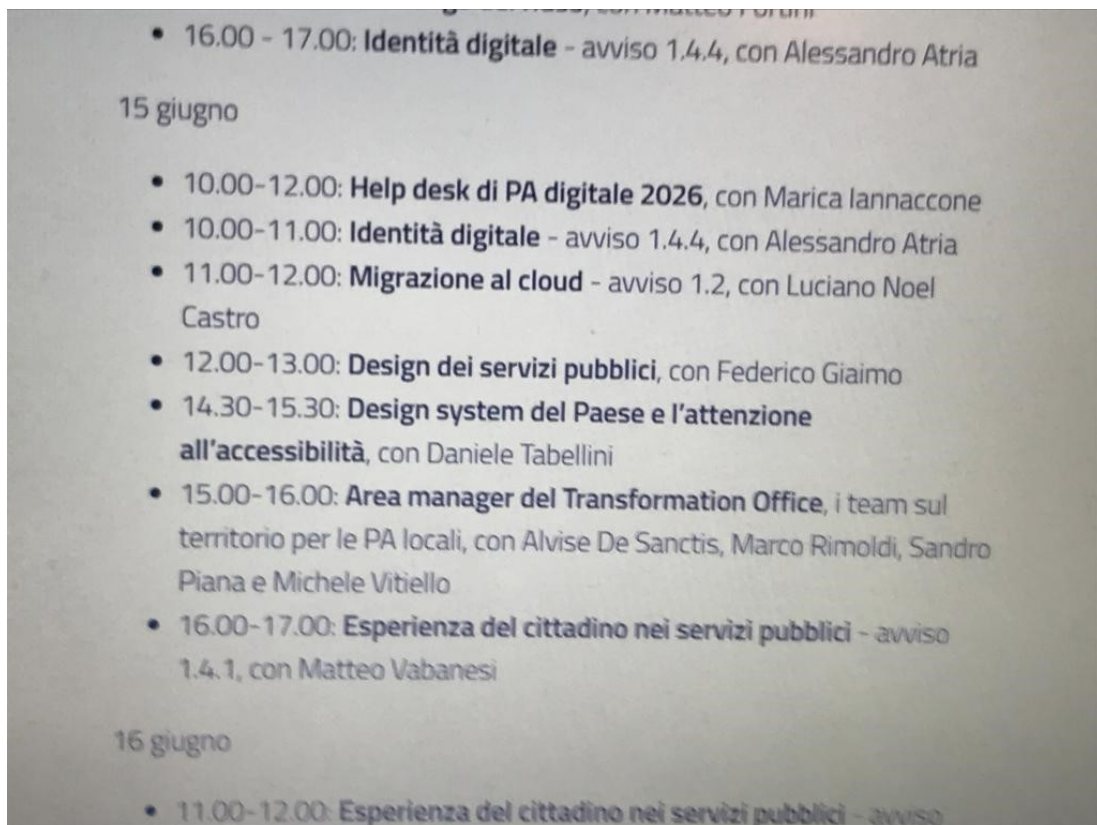 • 16.00 - 17.00: Identità digitale - avviso 1.4.4, con Alessandro Atria
15 giugno
• 10.00-12.00: Help desk di PA digitale 2026, con Marica Iannaccone
• 10.00-11.00: Identità digitale - avviso 1.4.4, con Alessandro Atria
• 11.00-12.00: Migrazione al cloud - avviso 1.2, con Luciano Noel
Castro
• 12.00-13.00: Design dei servizi pubblici, con Federico Giaimo
• 14.30-15.30: Design system del Paese e l'attenzione
all'accessibilità, con Daniele Tabellini
• 15.00-16.00: Area manager del Transformation Office, i team sul
territorio per le PA locali, con Alvise De Sanctis, Marco Rimoldi, Sandro
Piana e Michele Vitiello
• 16.00-17.00: Esperienza del cittadino nei servizi pubblici - avviso
1.4.1, con Matteo Vabanesi
16 giugno
• 11.00-12.00: Esperienza del cittadino nei servizi pubblici - avviso